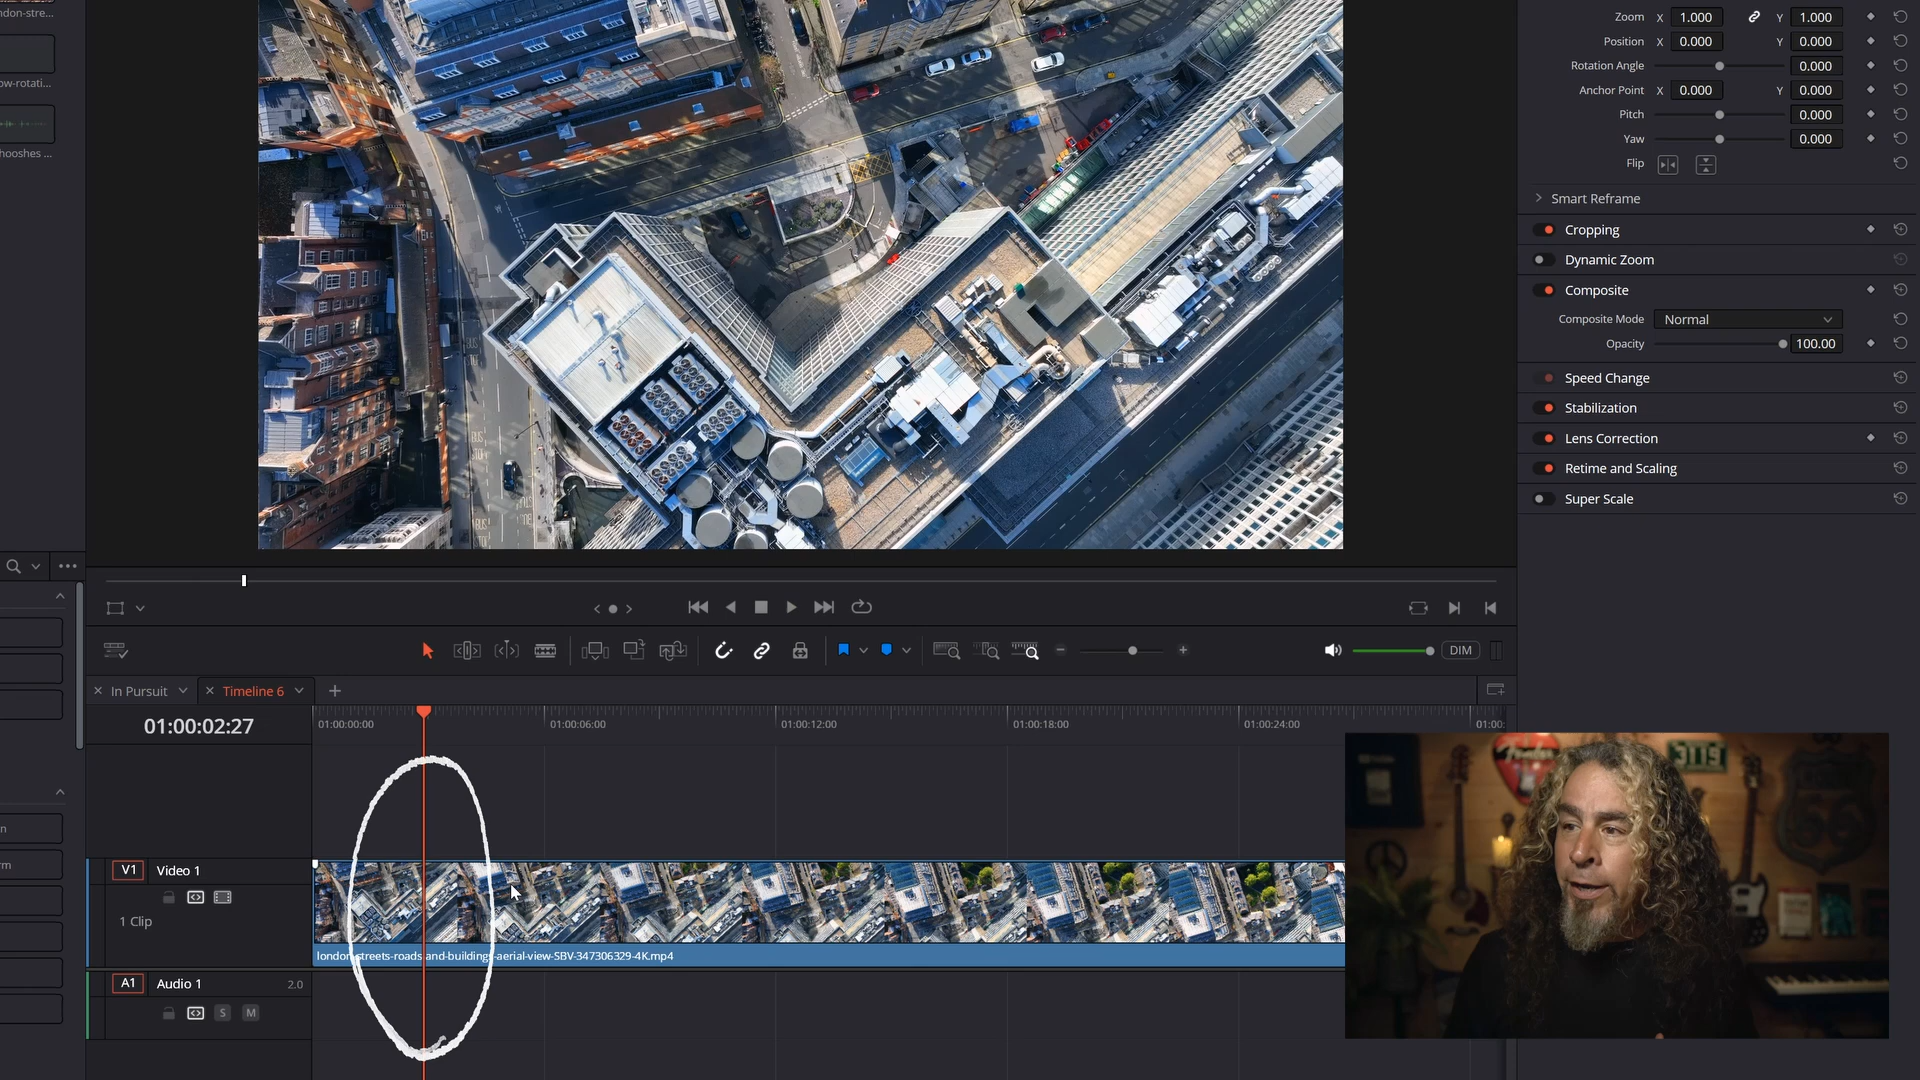 ndon-stre...
ow-rotati...
hooshes ...
Zoom X 1.000 Y 1.000
Position X 0.000 Y 0.000
Rotation Angle 0.000
Anchor Point X 0.000 Y 0.000
Pitch 0.000
Yaw 0.000
Flip
Smart Reframe
Cropping
Dynamic Zoom
Composite
Composite Mode Normal
Opacity 100.00
Speed Change
Stabilization
Lens Correction
Retime and Scaling
Super Scale
DIM
In Pursuit Timeline 6
01:00:02:27
01:00:00:00 01:00:06:00 01:00:12:00 01:00:18:00 01:00:24:00 01:00:
n
rm
V1 Video 1
1 Clip
london-streets-roads-and-buildings-aerial-view-SBV-347306329-4K.mp4
A1 Audio 1 2.0
S M
Fender